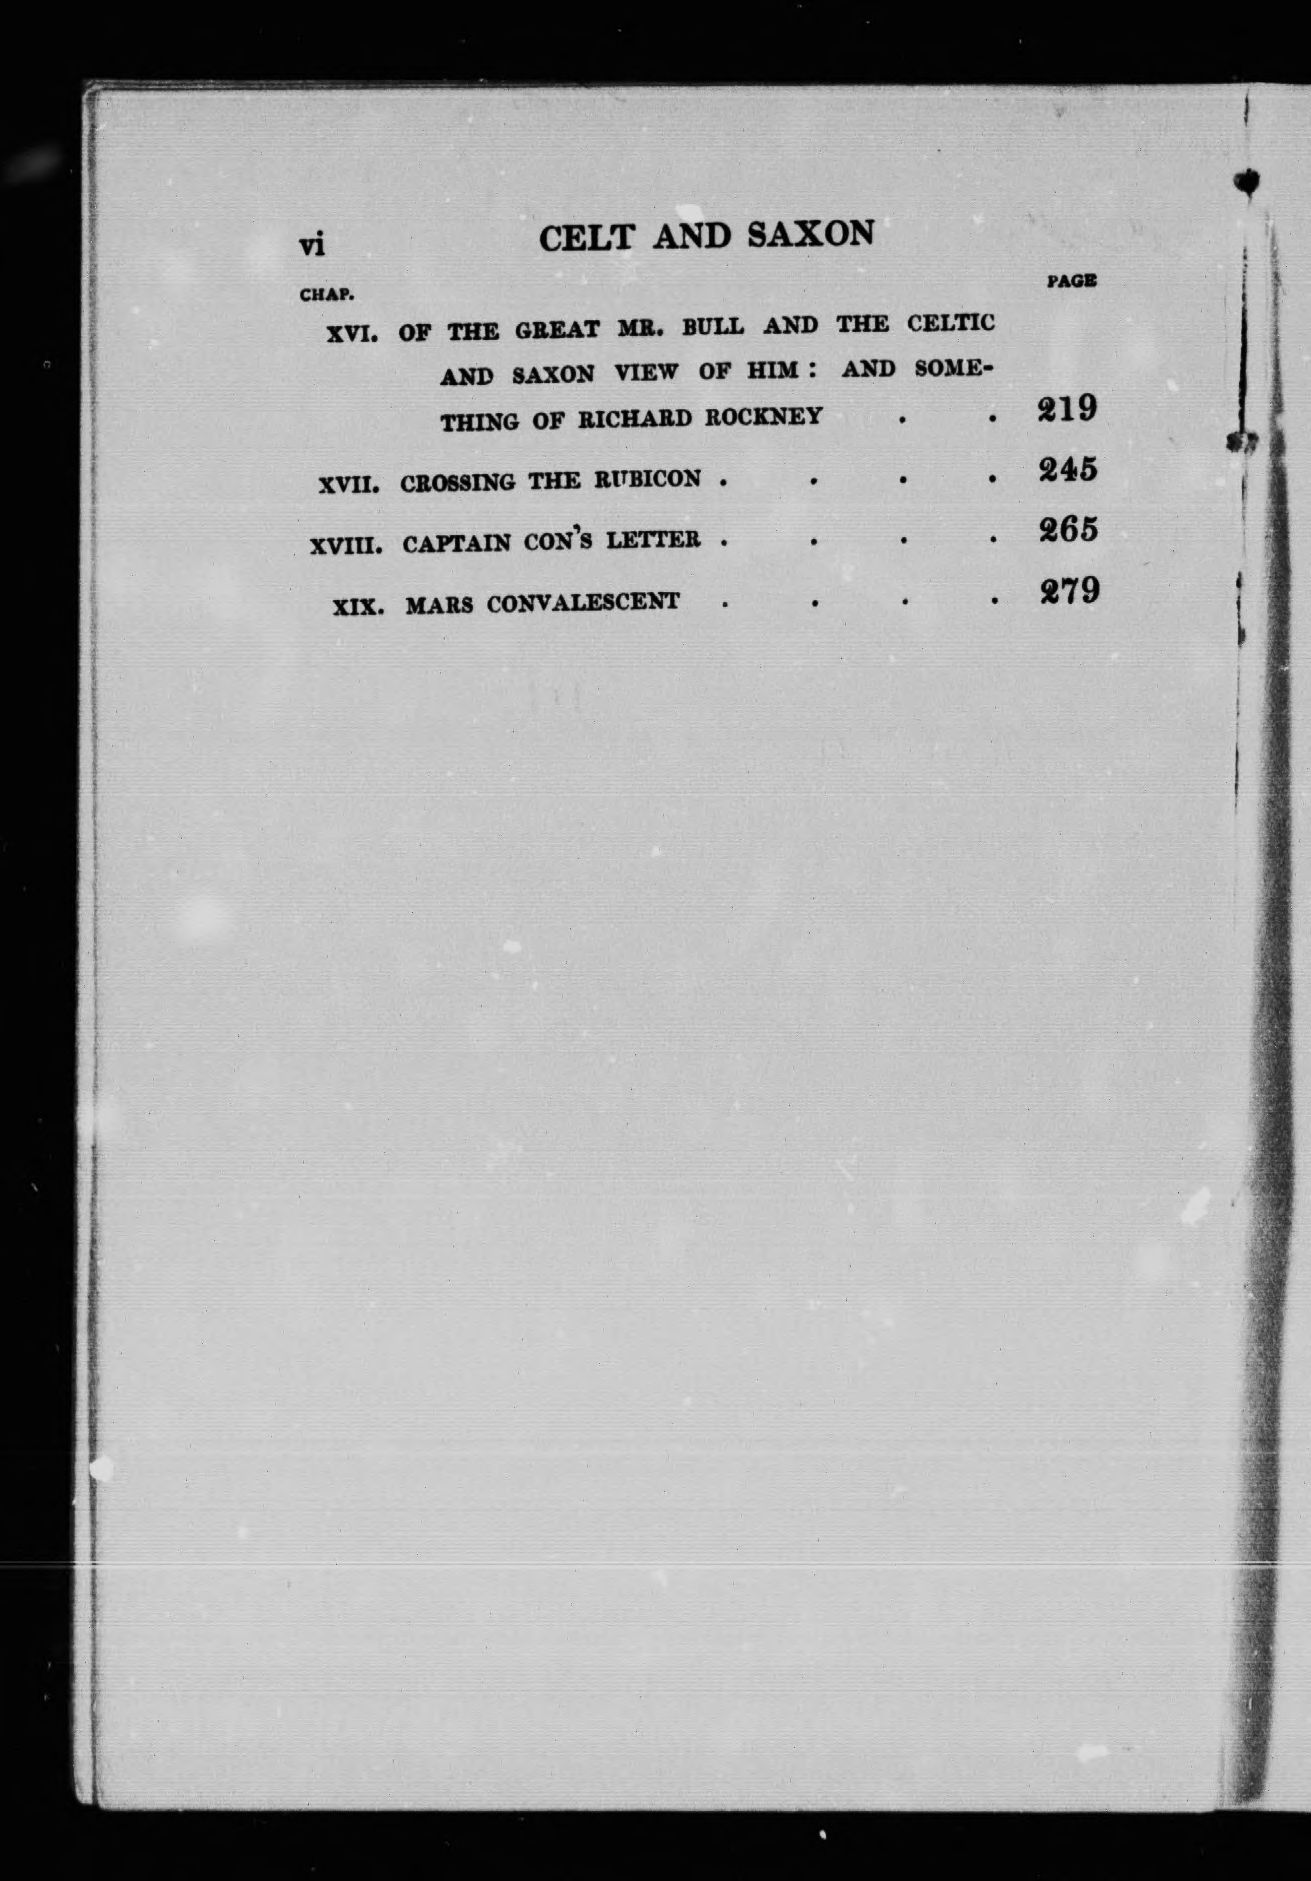 vi CELT AND SAXON
CHAP. PAGE
XVI. OF THE GREAT MR. BULL AND THE CELTIC
AND SAXON VIEW OF HIM : AND SOME-
THING OF RICHARD ROCKNEY . . 219
XVII. CROSSING THE RUBICON . . . . 245
XVIII. CAPTAIN CON'S LETTER . . . . 265
XIX. MARS CONVALESCENT . . . . 279